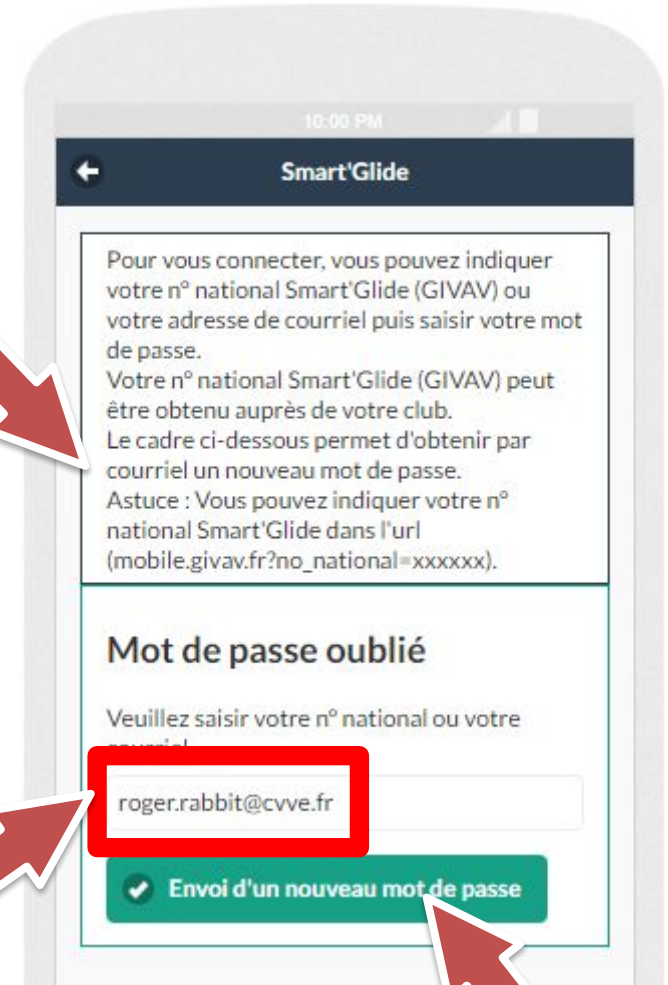 10:00 PM
Smart'Glide
Pour vous connecter, vous pouvez indiquer
votre n° national Smart'Glide (GIVAV) ou
votre adresse de courriel puis saisir votre mot
de passe.
Votre n° national Smart'Glide (GIVAV) peut
être obtenu auprès de votre club.
Le cadre ci-dessous permet d'obtenir par
courriel un nouveau mot de passe.
Astuce : Vous pouvez indiquer votre n°
national Smart'Glide dans l'url
(mobile.givav.fr?no_national=xxxxxx).
Mot de passe oublié
Veuillez saisir votre n° national ou votre
courriel
roger.rabbit@cvve.fr
Envoi d'un nouveau mot de passe